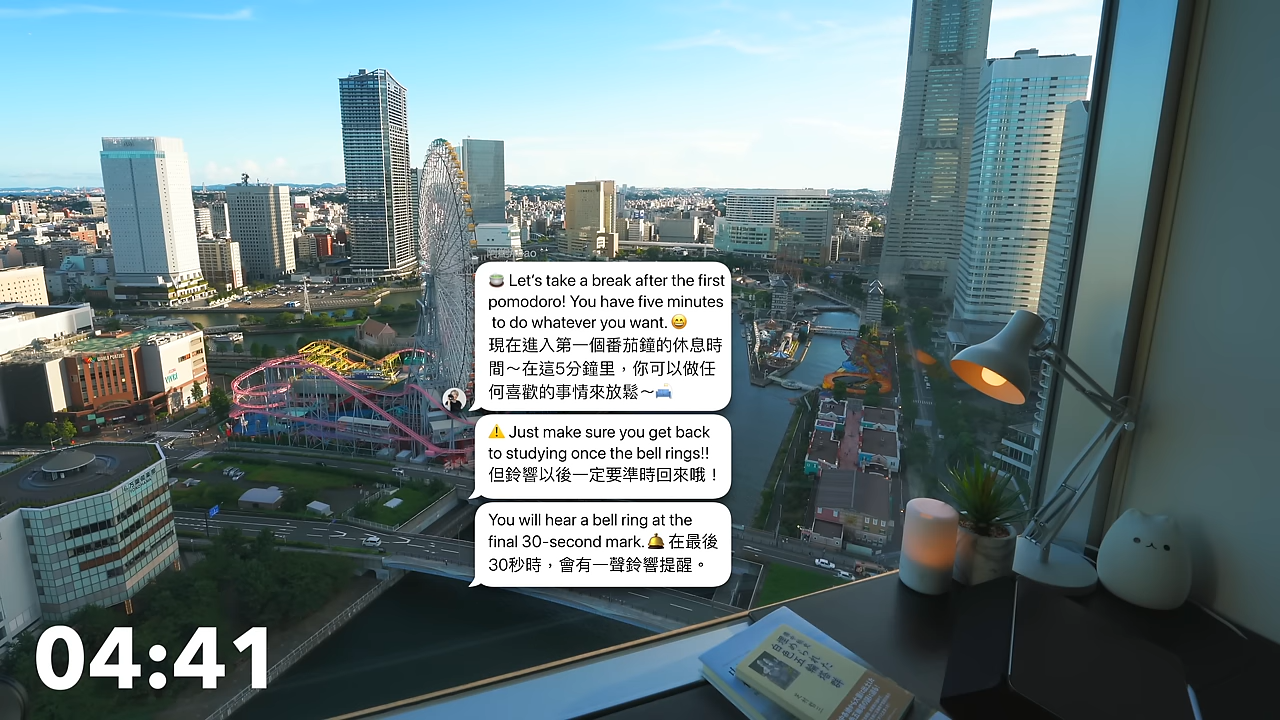 🍵 Let's take a break after the first
pomodoro! You have five minutes
to do whatever you want. 😄
現在進入第一個番茄鐘的休息時
間～在這5分鐘里，你可以做任
何喜歡的事情來放鬆～🛋️
⚠️ Just make sure you get back
to studying once the bell rings!!
但鈴響以後一定要準時回來哦！
You will hear a bell ring at the
final 30-second mark. 🛎️ 在最後
30秒時，會有一聲鈴響提醒。
04:41